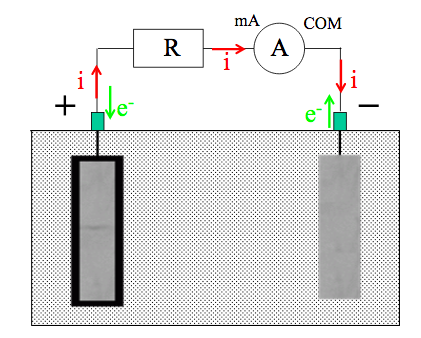 mA COM
R A
i i i
+ e- e- −